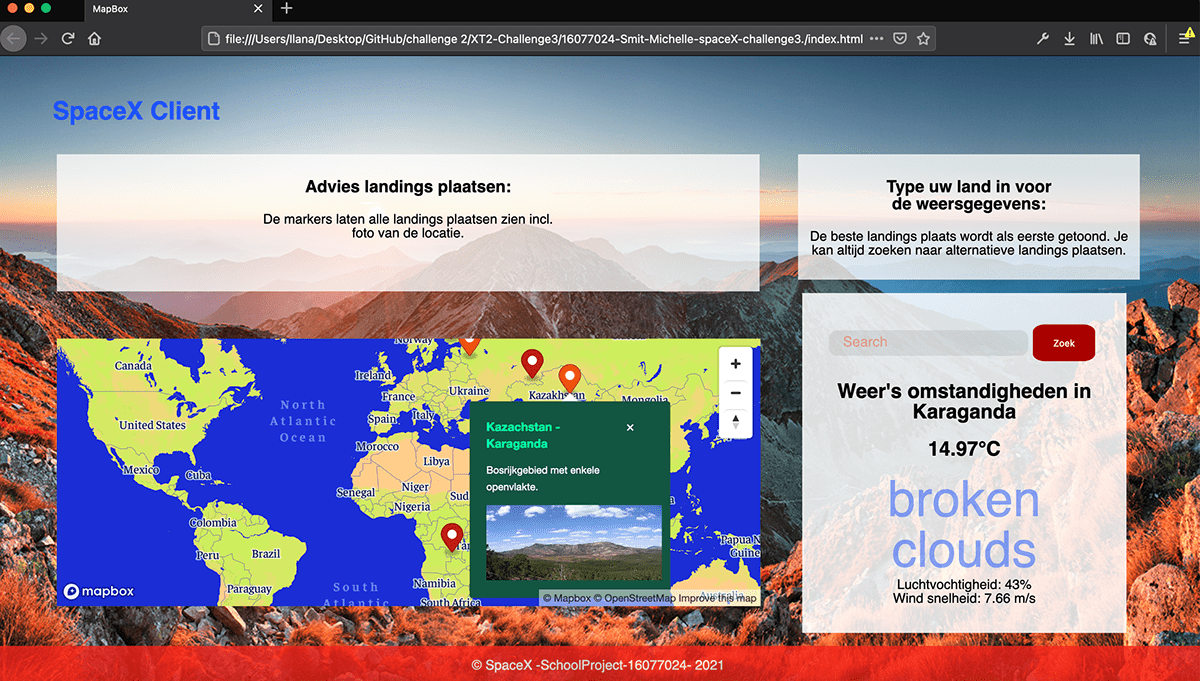 MapBox
file:///Users/Ilana/Desktop/GitHub/challenge 2/XT2-Challenge3/16077024-Smit-Michelle-spaceX-challenge3./index.html
SpaceX Client
Advies landings plaatsen:
De markers laten alle landings plaatsen zien incl.
foto van de locatie.
Type uw land in voor
de weersgegevens:
De beste landings plaats wordt als eerste getoond. Je
kan altijd zoeken naar alternatieve landings plaatsen.
Norway
Canada
Ireland
Ukraine
France
Kazakhstan
Mongolia
North
Atlantic
Ocean
United States
Spain
Italy
Morocco
Libya
Mexico
Cuba
Senegal
Niger
Sud
Nigeria
Colombia
Peru
Brazil
Tan
Papua N
Guine
Namibia
Paraguay
South
Atlantic
South Africa
Australia
Kazachstan -
Karaganda
Bosrijkgebied met enkele
openvlakte.
mapbox
© Mapbox © OpenStreetMap Improve this map
Search
Zoek
Weer's omstandigheden in
Karaganda
14.97°C
broken
clouds
Luchtvochtigheid: 43%
Wind snelheid: 7.66 m/s
© SpaceX -SchoolProject-16077024- 2021